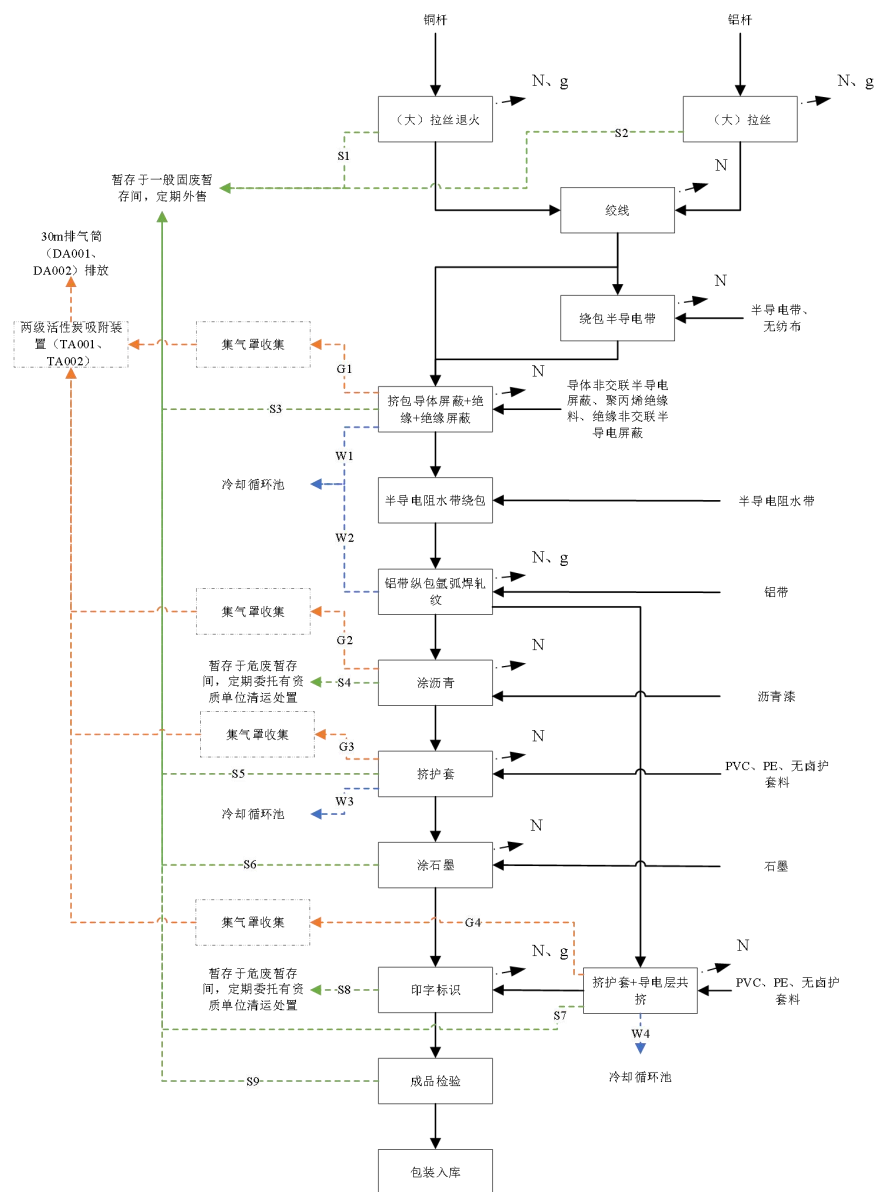 铜杆
铝杆
N、g
N、g
（大）拉丝退火
（大）拉丝
S1
S2
N
暂存于一般固废暂
存间，定期外售
绞线
30m排气筒
（DA001、
DA002）排放
N
绕包半导电带
半导电带、
无纺布
两级活性炭吸附装
置（TA001、
TA002）
集气罩收集
G1
N
挤包导体屏蔽+绝
缘+绝缘屏蔽
导体非交联半导电
屏蔽、聚丙烯绝缘
料、绝缘非交联半
导电屏蔽
S3
W1
冷却循环池
半导电阻水带绕包
半导电阻水带
W2
N、g
铝带纵包氩弧焊轧
纹
铝带
集气罩收集
G2
N
暂存于危废暂存
间，定期委托有资
质单位清运处置
S4
涂沥青
沥青漆
集气罩收集
G3
N
S5
挤护套
PVC、PE、无卤护
套料
W3
冷却循环池
N
S6
涂石墨
石墨
集气罩收集
G4
N、g
N
暂存于危废暂存
间，定期委托有资
质单位清运处置
S8
印字标识
挤护套+导电层共
挤
PVC、PE、无卤护
套料
S7
W4
冷却循环池
S9
成品检验
包装入库